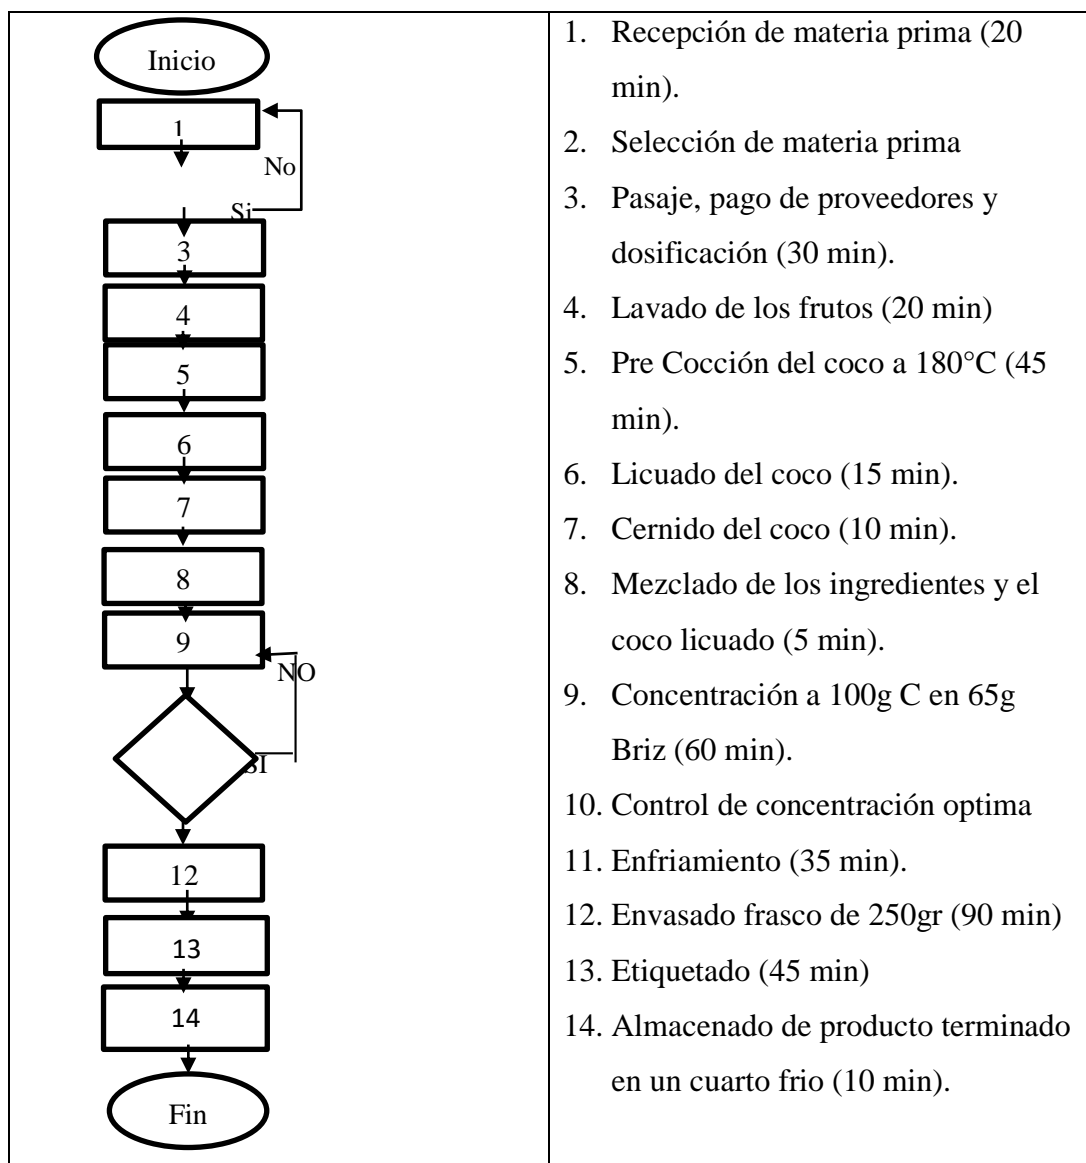 Inicio
1
No
Si
3
4
5
6
7
8
9
NO
SI
12
13
14
Fin
1. Recepción de materia prima (20
min).
2. Selección de materia prima
3. Pasaje, pago de proveedores y
dosificación (30 min).
4. Lavado de los frutos (20 min)
5. Pre Cocción del coco a 180°C (45
min).
6. Licuado del coco (15 min).
7. Cernido del coco (10 min).
8. Mezclado de los ingredientes y el
coco licuado (5 min).
9. Concentración a 100g C en 65g
Briz (60 min).
10. Control de concentración optima
11. Enfriamiento (35 min).
12. Envasado frasco de 250gr (90 min)
13. Etiquetado (45 min)
14. Almacenado de producto terminado
en un cuarto frio (10 min).